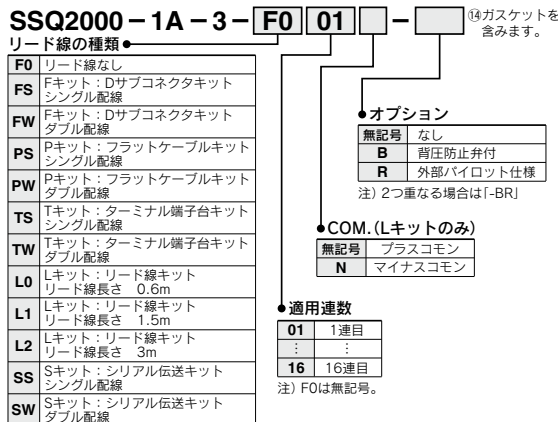 SSQ2000－1A－3－ F0 01 － 
⑭ガスケットを
含みます。
リード線の種類
F0 リード線なし
FS Fキット：Dサブコネクタキット
シングル配線
FW Fキット：Dサブコネクタキット
ダブル配線
PS Pキット：フラットケーブルキット
シングル配線
PW Pキット：フラットケーブルキット
ダブル配線
TS Tキット：ターミナル端子台キット
シングル配線
TW Tキット：ターミナル端子台キット
ダブル配線
L0 Lキット：リード線キット
リード線長さ　0.6m
L1 Lキット：リード線キット
リード線長さ　1.5m
L2 Lキット：リード線キット
リード線長さ　3m
SS Sキット：シリアル伝送キット
シングル配線
SW Sキット：シリアル伝送キット
ダブル配線
オプション
無記号 なし
B 背圧防止弁付
R 外部パイロット仕様
注）2つ重なる場合は「-BR」
COM.（Lキットのみ）
無記号 プラスコモン
N マイナスコモン
適用連数
01 1連目
⋮ ⋮
16 16連目
注）F0は無記号。